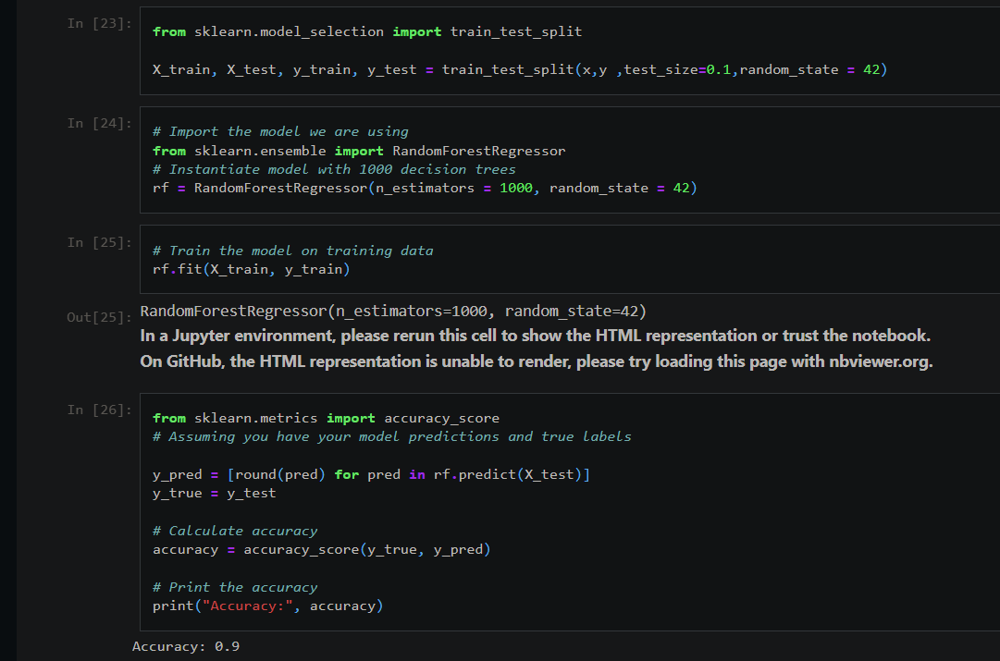 In [23]:
from sklearn.model_selection import train_test_split
X_train, X_test, y_train, y_test = train_test_split(x,y ,test_size=0.1,random_state = 42)
In [24]:
# Import the model we are using
from sklearn.ensemble import RandomForestRegressor
# Instantiate model with 1000 decision trees
rf = RandomForestRegressor(n_estimators = 1000, random_state = 42)
In [25]:
# Train the model on training data
rf.fit(X_train, y_train)
Out[25]:
RandomForestRegressor(n_estimators=1000, random_state=42)
In a Jupyter environment, please rerun this cell to show the HTML representation or trust the notebook.
On GitHub, the HTML representation is unable to render, please try loading this page with nbviewer.org.
In [26]:
from sklearn.metrics import accuracy_score
# Assuming you have your model predictions and true labels
y_pred = [round(pred) for pred in rf.predict(X_test)]
y_true = y_test
# Calculate accuracy
accuracy = accuracy_score(y_true, y_pred)
# Print the accuracy
print("Accuracy:", accuracy)
Accuracy: 0.9